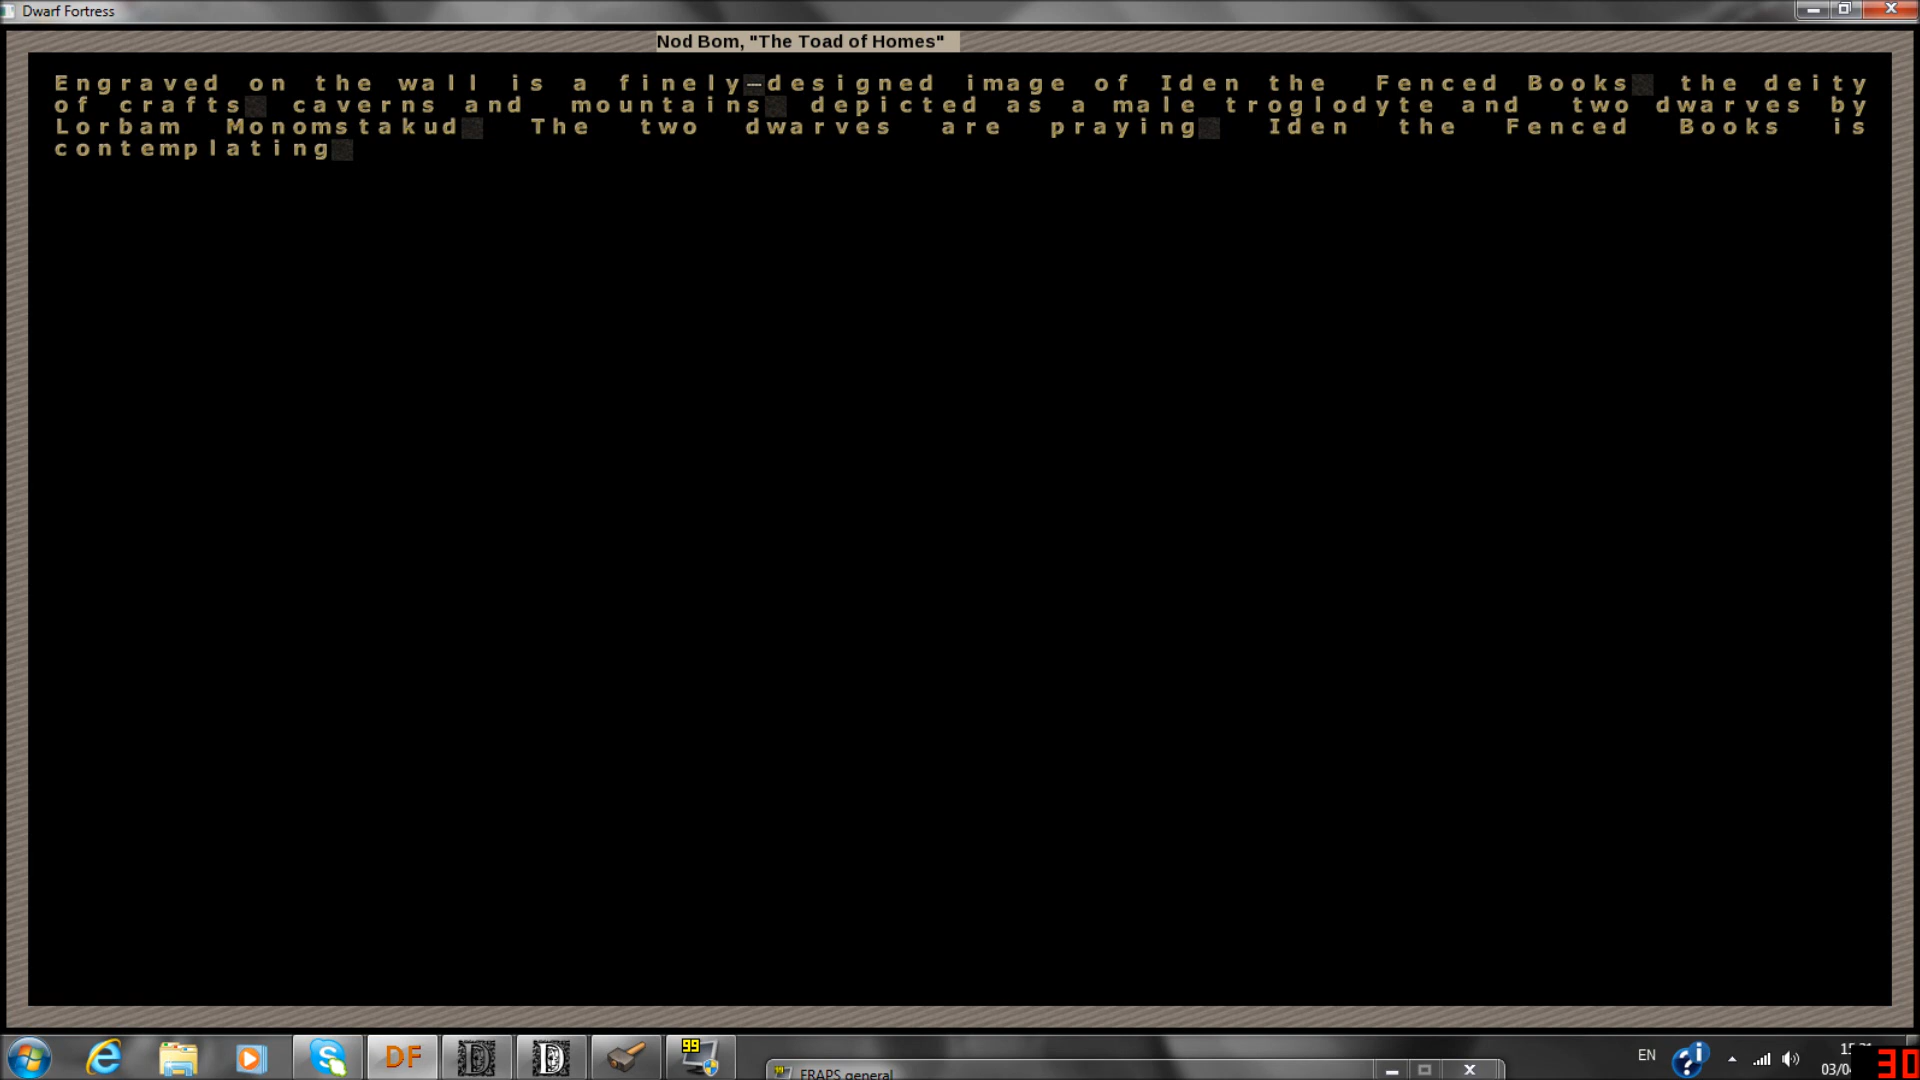 Dwarf Fortress
Nod Bom, "The Toad of Homes"
Engraved on the wall is a finely-designed image of Iden the Fenced Books the deity
of crafts caverns and mountains depicted as a male troglodyte and two dwarves by
Lorbam Monomstakud The two dwarves are praying Iden the Fenced Books is
contemplating
DF
D
D
99
FRAPS general
EN
30